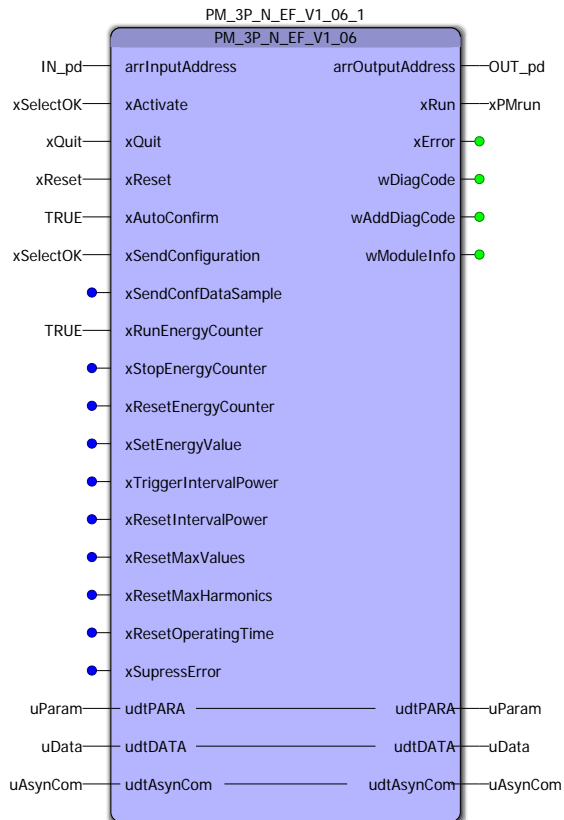 PM_3P_N_EF_V1_06_1
PM_3P_N_EF_V1_06
IN_pd arrInputAddress arrOutputAddress OUT_pd
xSelectOK xActivate xRun xPMrun
xQuit xQuit xError
xReset xReset wDiagCode
TRUE xAutoConfirm wAddDiagCode
xSelectOK xSendConfiguration wModuleInfo
xSendConfDataSample
TRUE xRunEnergyCounter
xStopEnergyCounter
xResetEnergyCounter
xSetEnergyValue
xTriggerIntervalPower
xResetIntervalPower
xResetMaxValues
xResetMaxHarmonics
xResetOperatingTime
xSupressError
uParam udtPARA udtPARA uParam
uData udtDATA udtDATA uData
uAsynCom udtAsynCom udtAsynCom uAsynCom